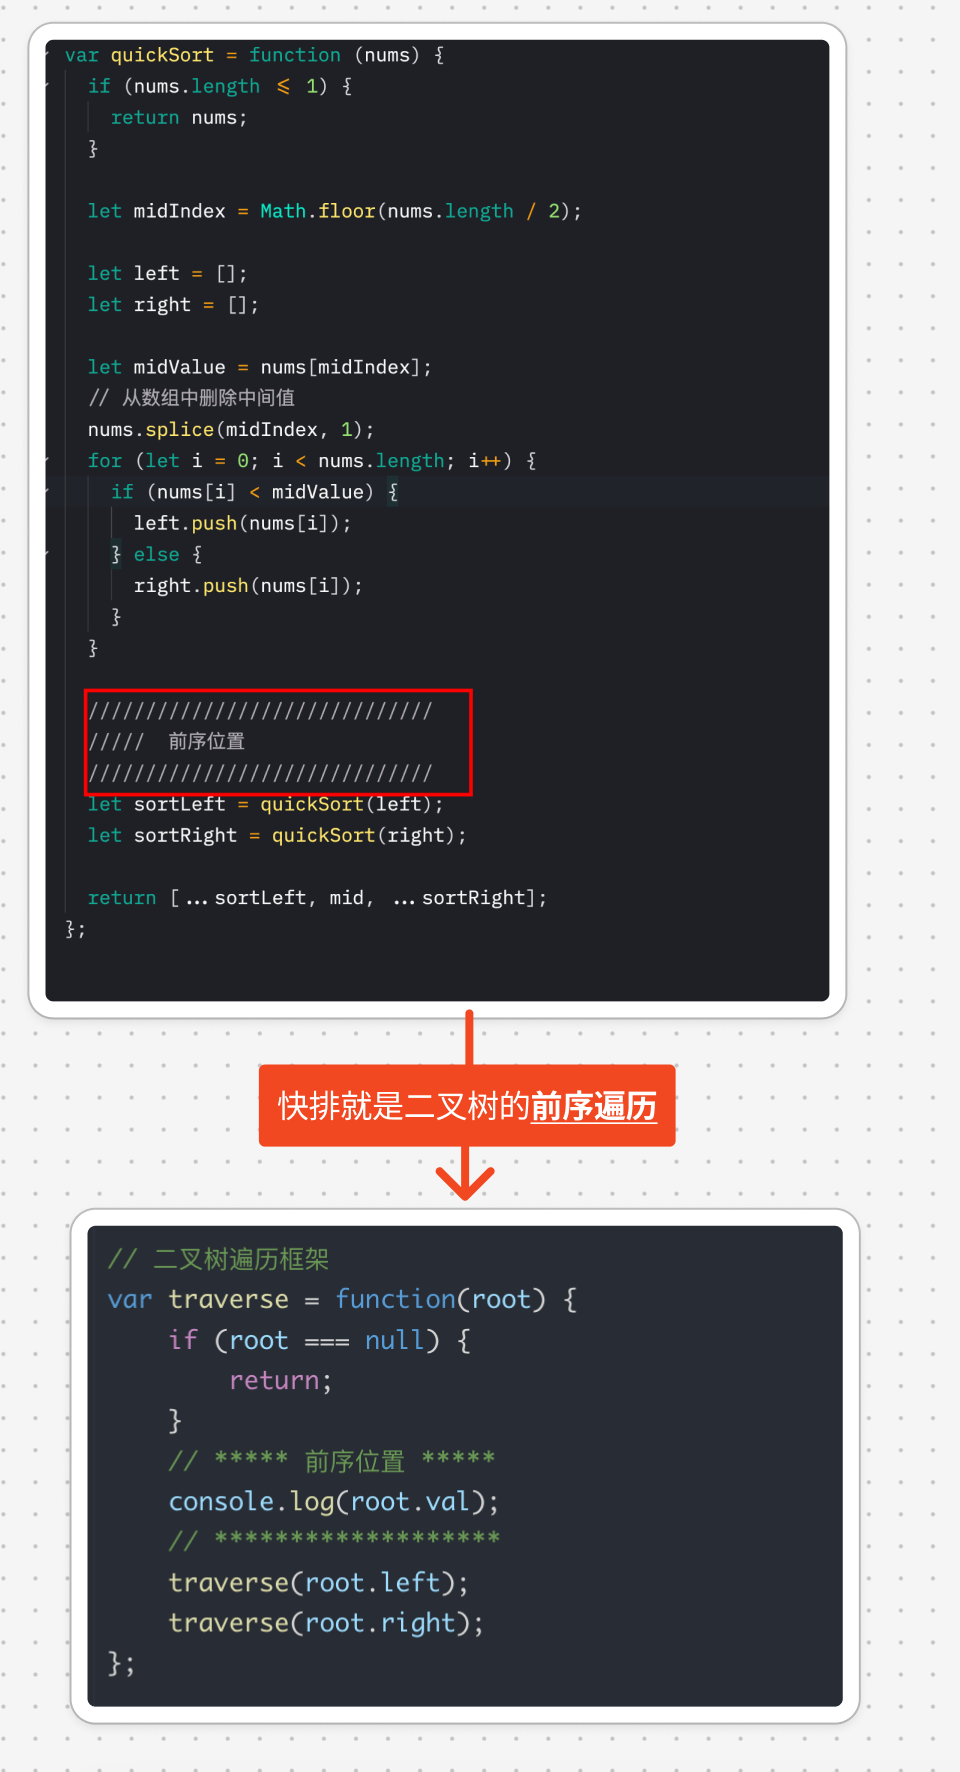 var quickSort = function (nums) {
if (nums.length ⩽ 1) {
return nums;
}
let midIndex = Math.floor(nums.length / 2);
let left = [];
let right = [];
let midValue = nums[midIndex];
// 从数组中删除中间值
nums.splice(midIndex, 1);
for (let i = 0; i < nums.length; i++) {
if (nums[i] < midValue) {
left.push(nums[i]);
} else {
right.push(nums[i]);
}
}
//////////////////////////////
///// 前序位置
//////////////////////////////
let sortLeft = quickSort(left);
let sortRight = quickSort(right);
return [...sortLeft, mid, ...sortRight];
};
快排就是二叉树的前序遍历
// 二叉树遍历框架
var traverse = function(root) {
if (root === null) {
return;
}
// ***** 前序位置 *****
console.log(root.val);
// *******************
traverse(root.left);
traverse(root.right);
};